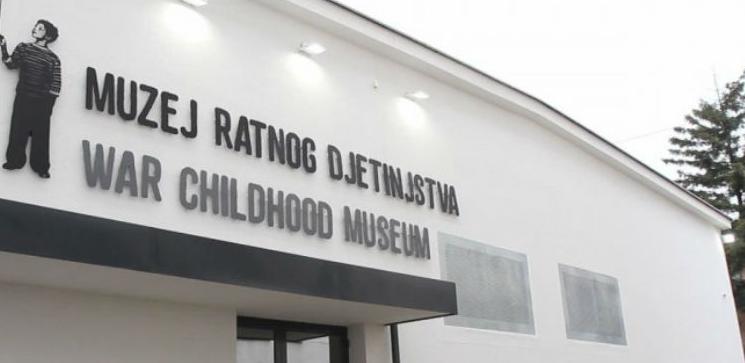 MUZEJ RATNOG DJETINJSTVA
WAR CHILDHOOD MUSEUM